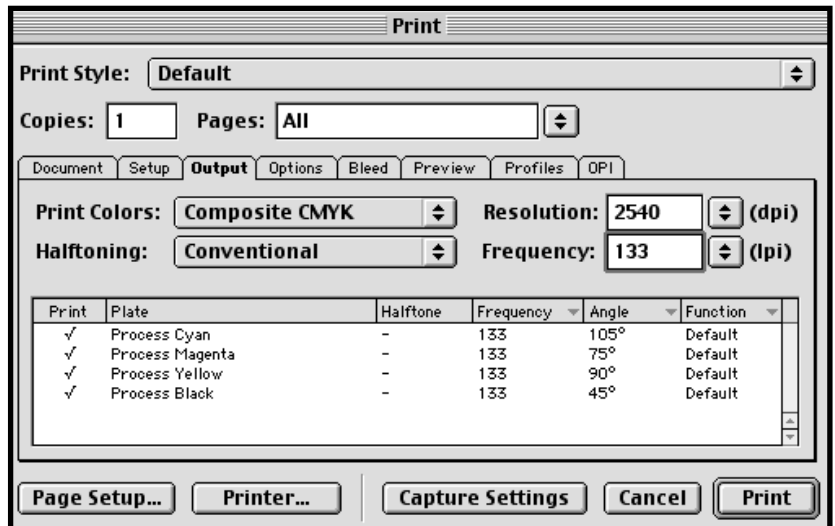 Print
Print Style: Default
Copies: 1 Pages: All
Document Setup Output Options Bleed Preview Profiles OPI
Print Colors: Composite CMYK Resolution: 2540 (dpi)
Halftoning: Conventional Frequency: 133 (lpi)
Print Plate Halftone Frequency Angle Function
√ Process Cyan - 133 105° Default
√ Process Magenta - 133 75° Default
√ Process Yellow - 133 90° Default
√ Process Black - 133 45° Default
Page Setup... Printer... Capture Settings Cancel Print